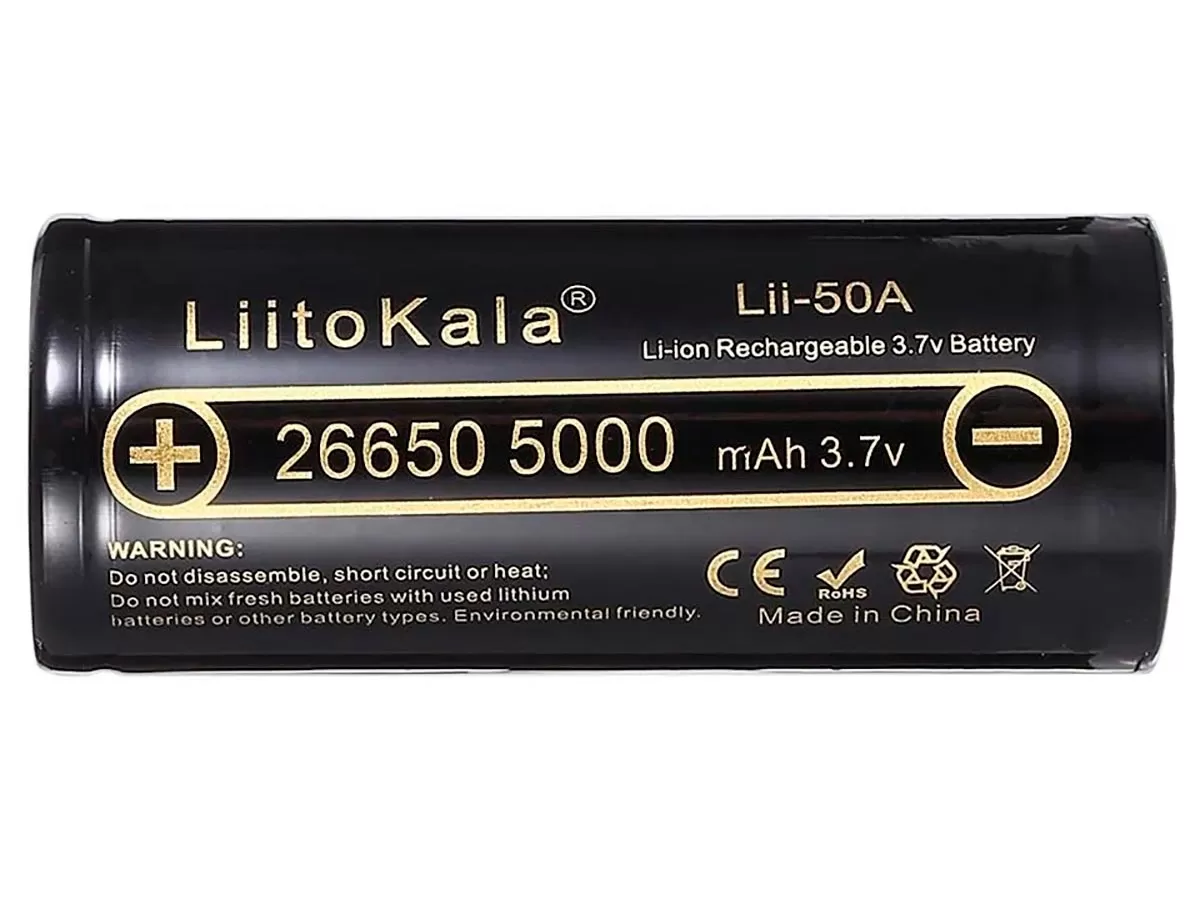 LiitoKala®
Lii-50A
Li-ion Rechargeable 3.7v Battery
+ 26650 5000 mAh 3.7v −
WARNING:
Do not disassemble, short circuit or heat;
Do not mix fresh batteries with used lithium
batteries or other battery types. Environmental friendly.
CE RoHS
Made in China